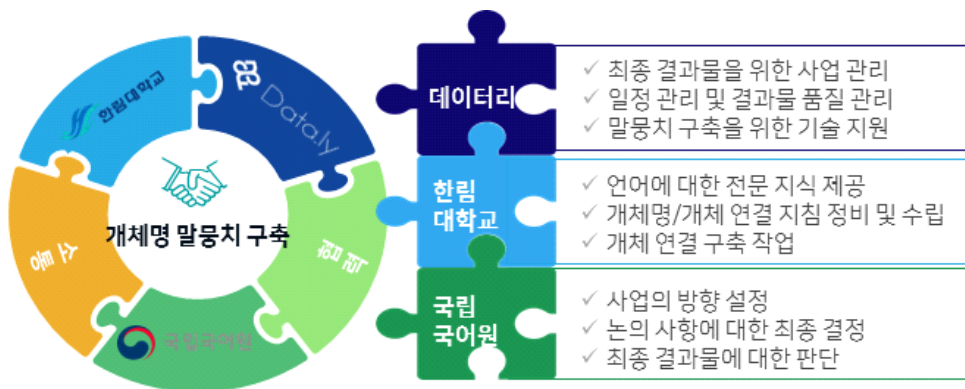 한림대학교
Data.ly
소통
개체명 말뭉치 구축
협력
국립국어원
데이터리
✓ 최종 결과물을 위한 사업 관리
✓ 일정 관리 및 결과물 품질 관리
✓ 말뭉치 구축을 위한 기술 지원
한림
대학교
✓ 언어에 대한 전문 지식 제공
✓ 개체명/개체 연결 지침 정비 및 수립
✓ 개체 연결 구축 작업
국립
국어원
✓ 사업의 방향 설정
✓ 논의 사항에 대한 최종 결정
✓ 최종 결과물에 대한 판단